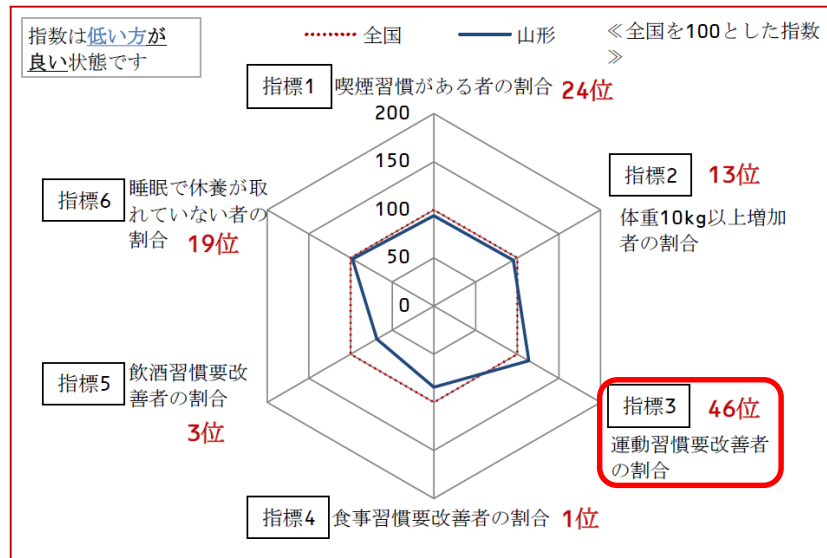 指数は低い方が
良い状態です
全国
山形
≪全国を100とした指数
≫
指標1
喫煙習慣がある者の割合
24位
200
150
100
50
0
指標2
13位
体重10kg以上増加
者の割合
指標3
46位
運動習慣要改善者
の割合
指標4
食事習慣要改善者の割合
1位
指標5
飲酒習慣要改
善者の割合
3位
指標6
睡眠で休養が取
れていない者の
割合
19位